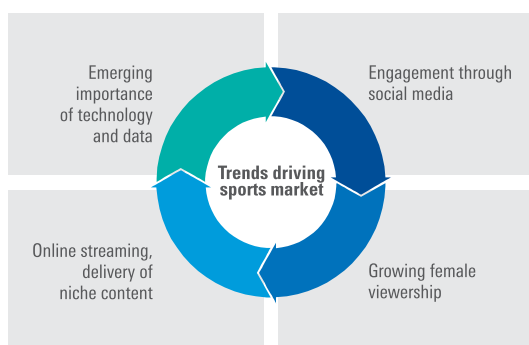 Emerging
importance
of technology
and data
Engagement through
social media
Trends driving
sports market
Online streaming,
delivery of
niche content
Growing female
viewership